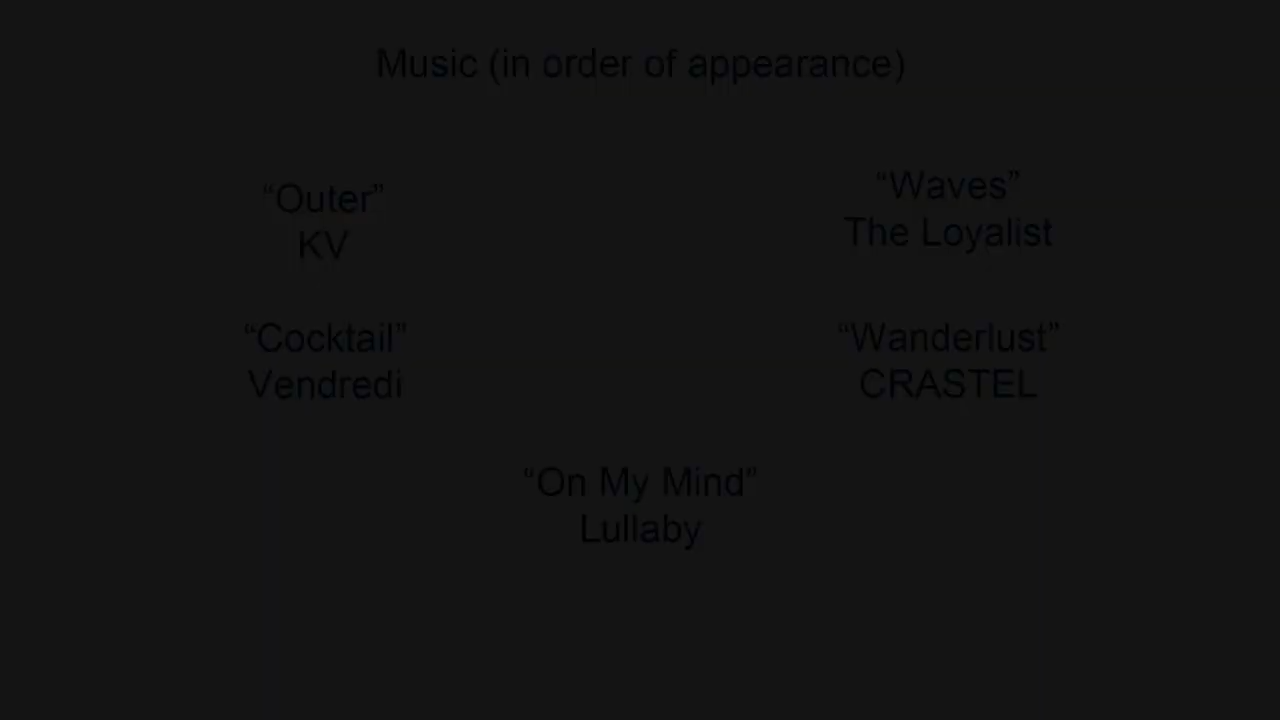 Music (in order of appearance)
“Outer”
KV
“Waves”
The Loyalist
“Cocktail”
Vendredi
“Wanderlust”
CRASTEL
“On My Mind”
Lullaby